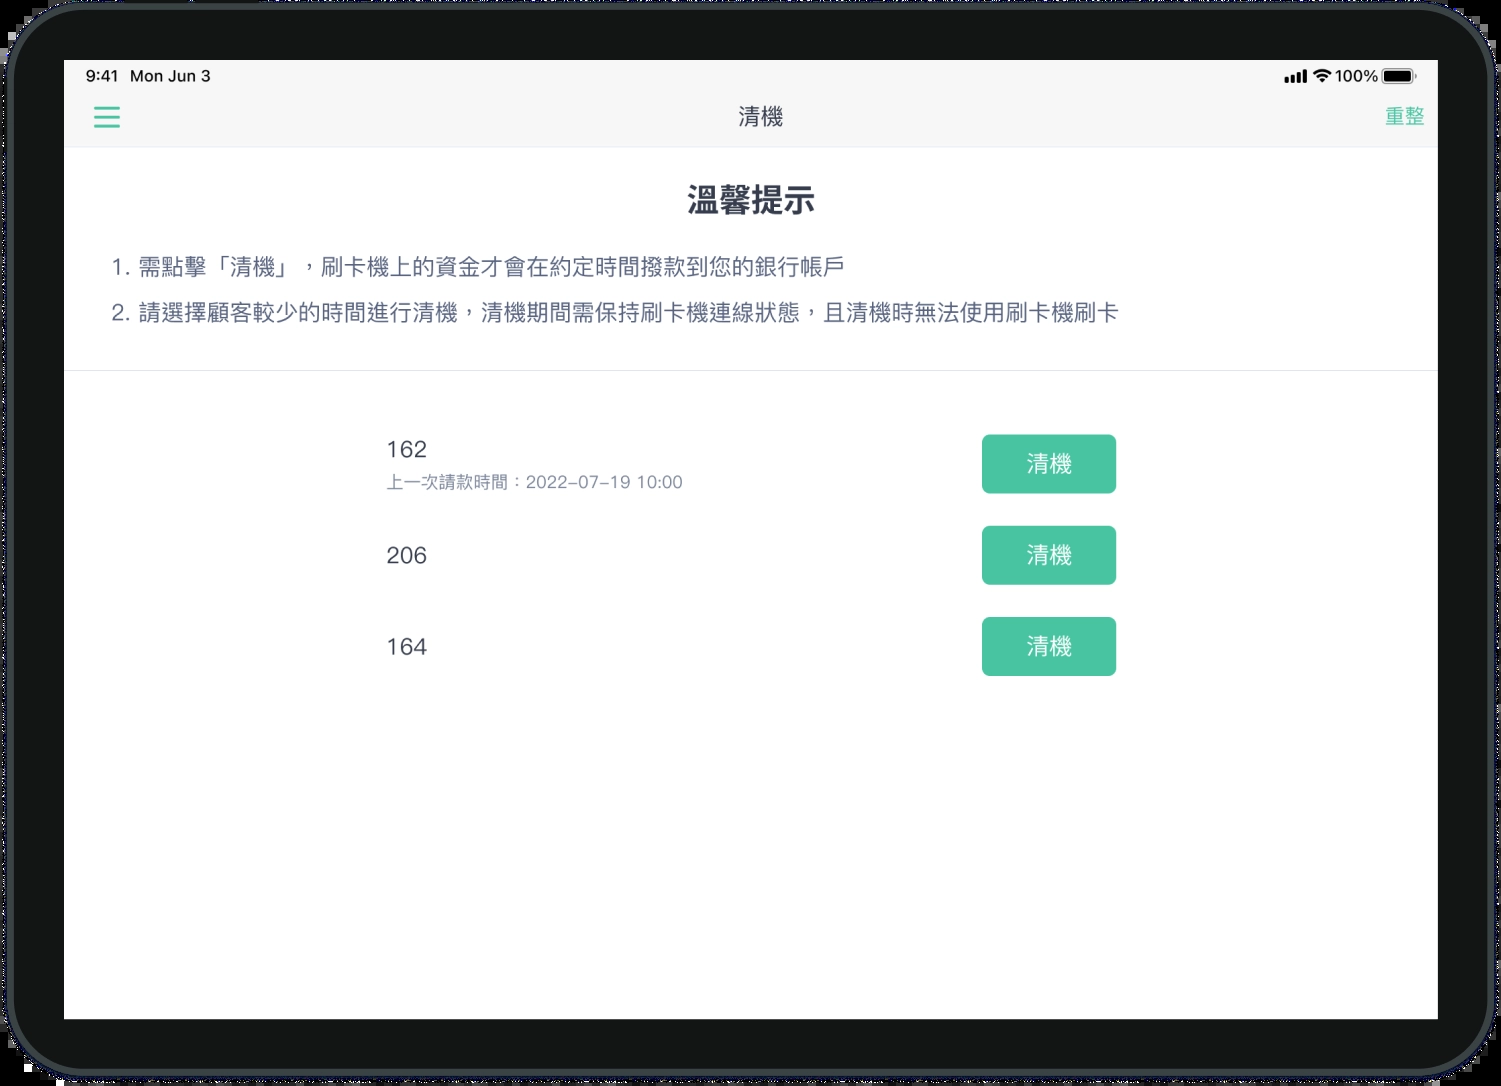 9:41 Mon Jun 3 100%
清機 重整
溫馨提示
1. 需點擊「清機」，刷卡機上的資金才會在約定時間撥款到您的銀行帳戶
2. 請選擇顧客較少的時間進行清機，清機期間需保持刷卡機連線狀態，且清機時無法使用刷卡機刷卡
162 清機
上一次請款時間：2022-07-19 10:00
206 清機
164 清機